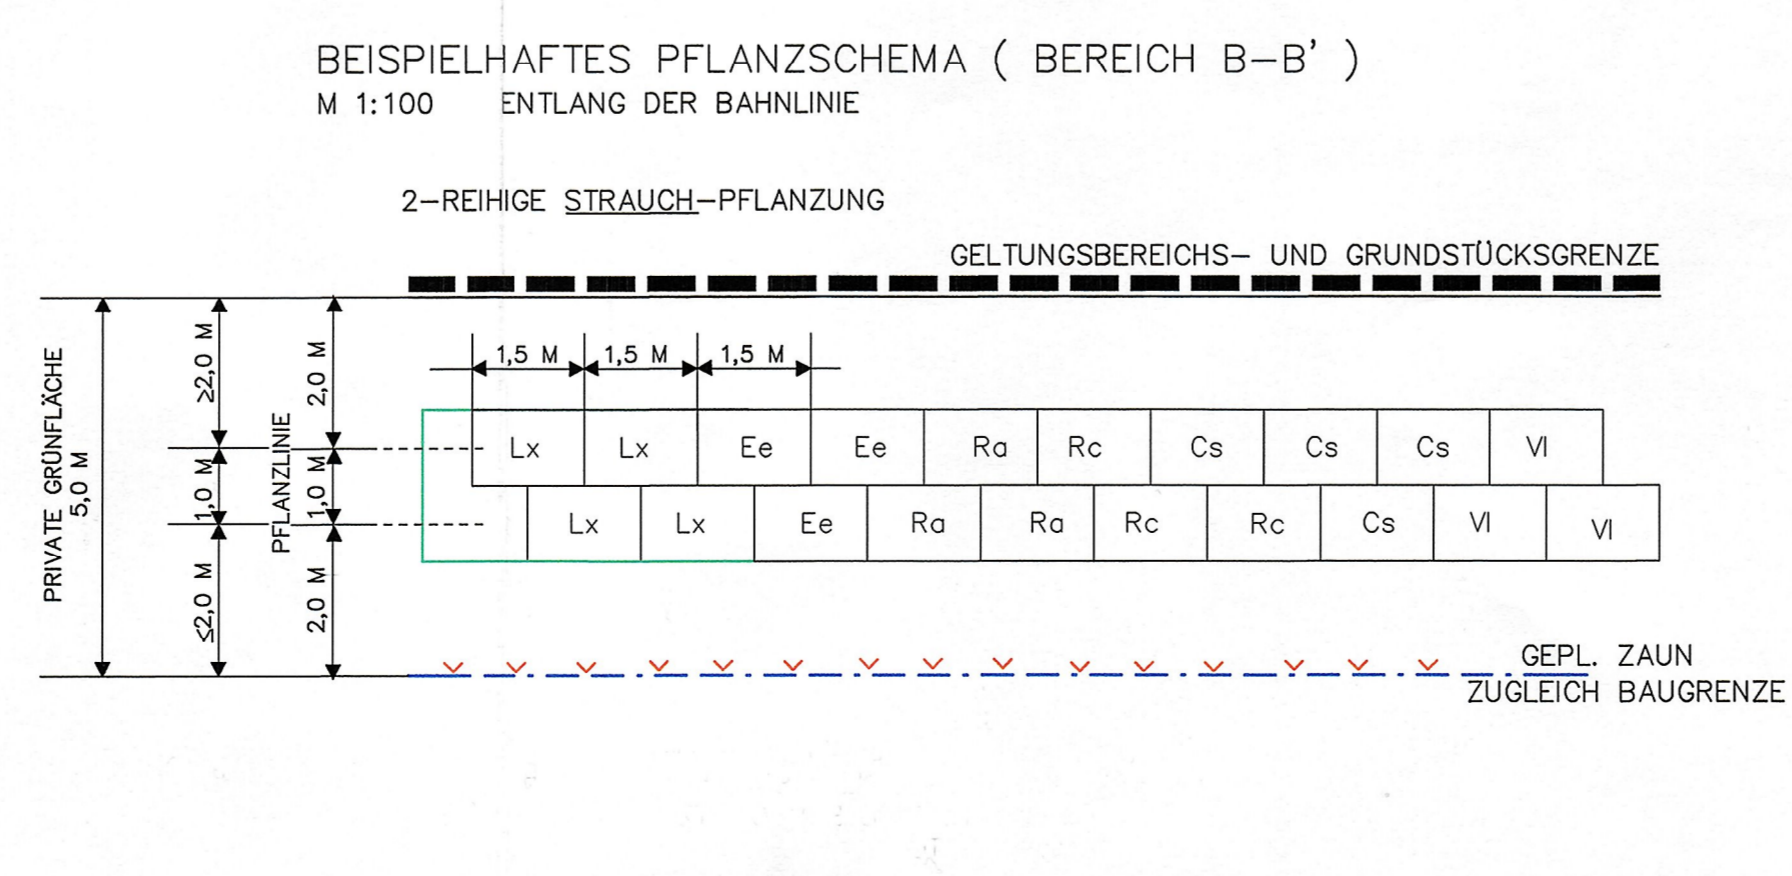 BEISPIELHAFTES PFLANZSCHEMA ( BEREICH B-B' )
M 1:100 ENTLANG DER BAHNLINIE
2-REIHIGE STRAUCH-PFLANZUNG
GELTUNGSBEREICHS- UND GRUNDSTÜCKSGRENZE
PRIVATE GRÜNFLÄCHE
5,0 M
≥2,0 M
1,0 M
≤2,0 M
PFLANZLINIE
2,0 M
1,0 M
2,0 M
1,5 M 1,5 M 1,5 M
Lx Lx Ee Ee Ra Rc Cs Cs Cs Vl
Lx Lx Ee Ra Ra Rc Rc Cs Vl Vl
GEPL. ZAUN
ZUGLEICH BAUGRENZE